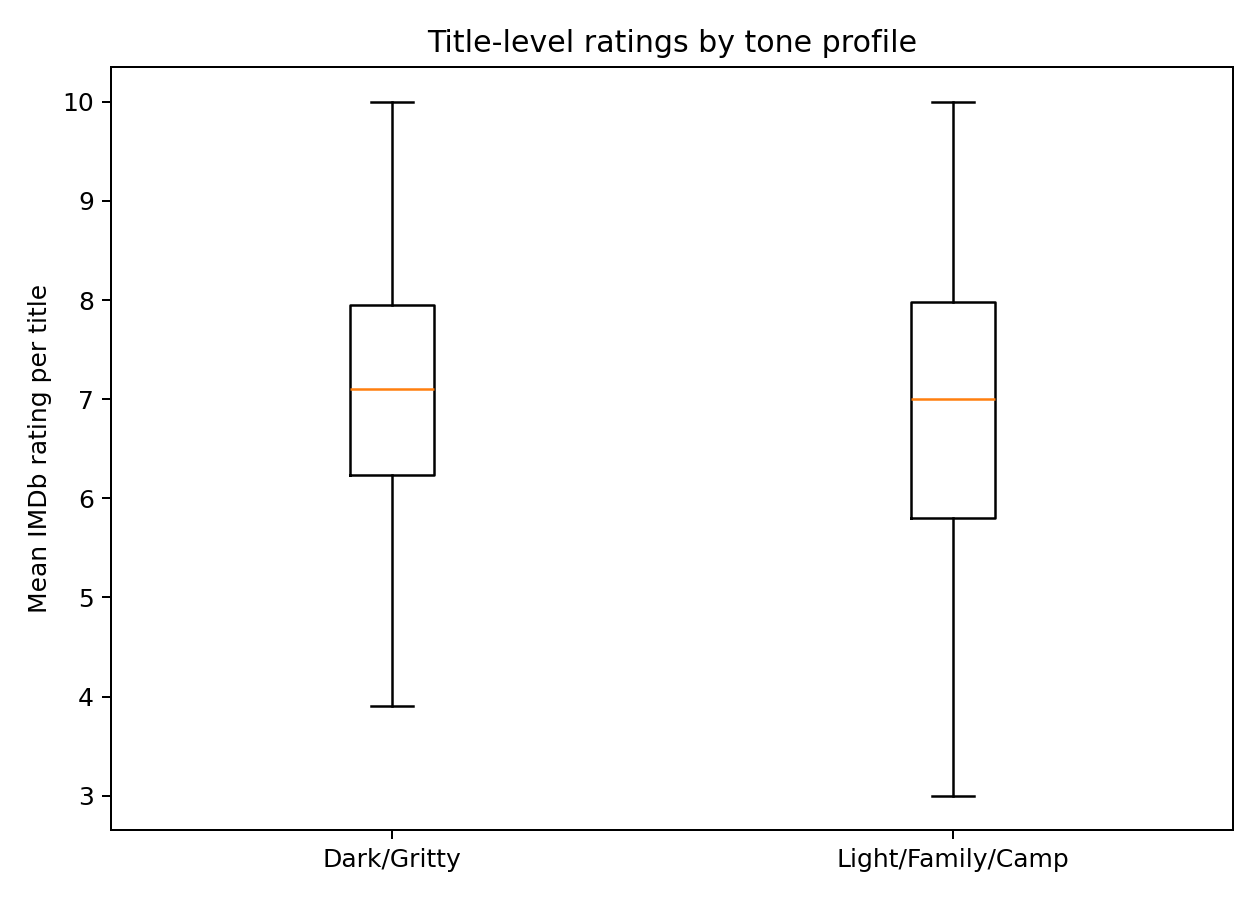 Title-level ratings by tone profile
Mean IMDb rating per title
10
9
8
7
6
5
4
3
Dark/Gritty
Light/Family/Camp